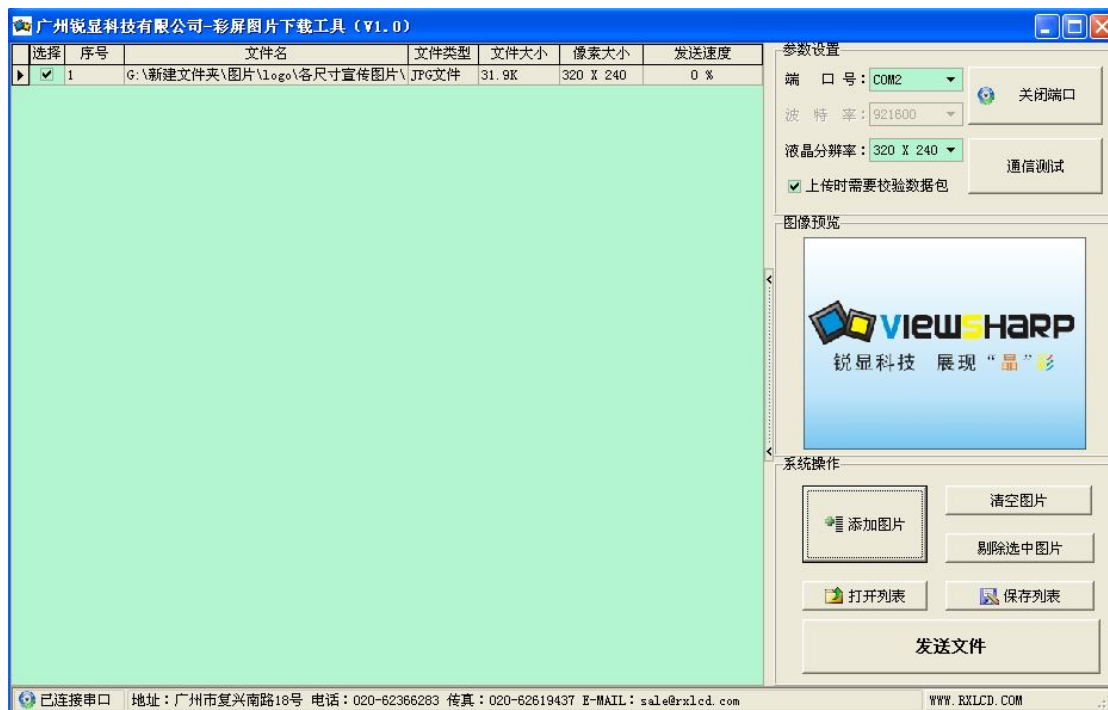 广州锐显科技有限公司-彩屏图片下载工具（V1.0）
选择 序号 文件名 文件类型 文件大小 像素大小 发送速度
1 G:\新建文件夹\图片\logo\各尺寸宣传图片\ JPG文件 31.9K 320 X 240 0 %
参数设置
端 口 号：COM2
关闭端口
波 特 率：921600
液晶分辨率：320 X 240
通信测试
上传时需要校验数据包
图像预览
VIEWSHARP
锐显科技 展现“晶”彩
系统操作
添加图片
清空图片
剔除选中图片
打开列表
保存列表
发送文件
已连接串口 地址：广州市复兴南路18号 电话：020-62366283 传真：020-62619437 E-MAIL：sale@rxlcd.com WWW.RXLCD.COM